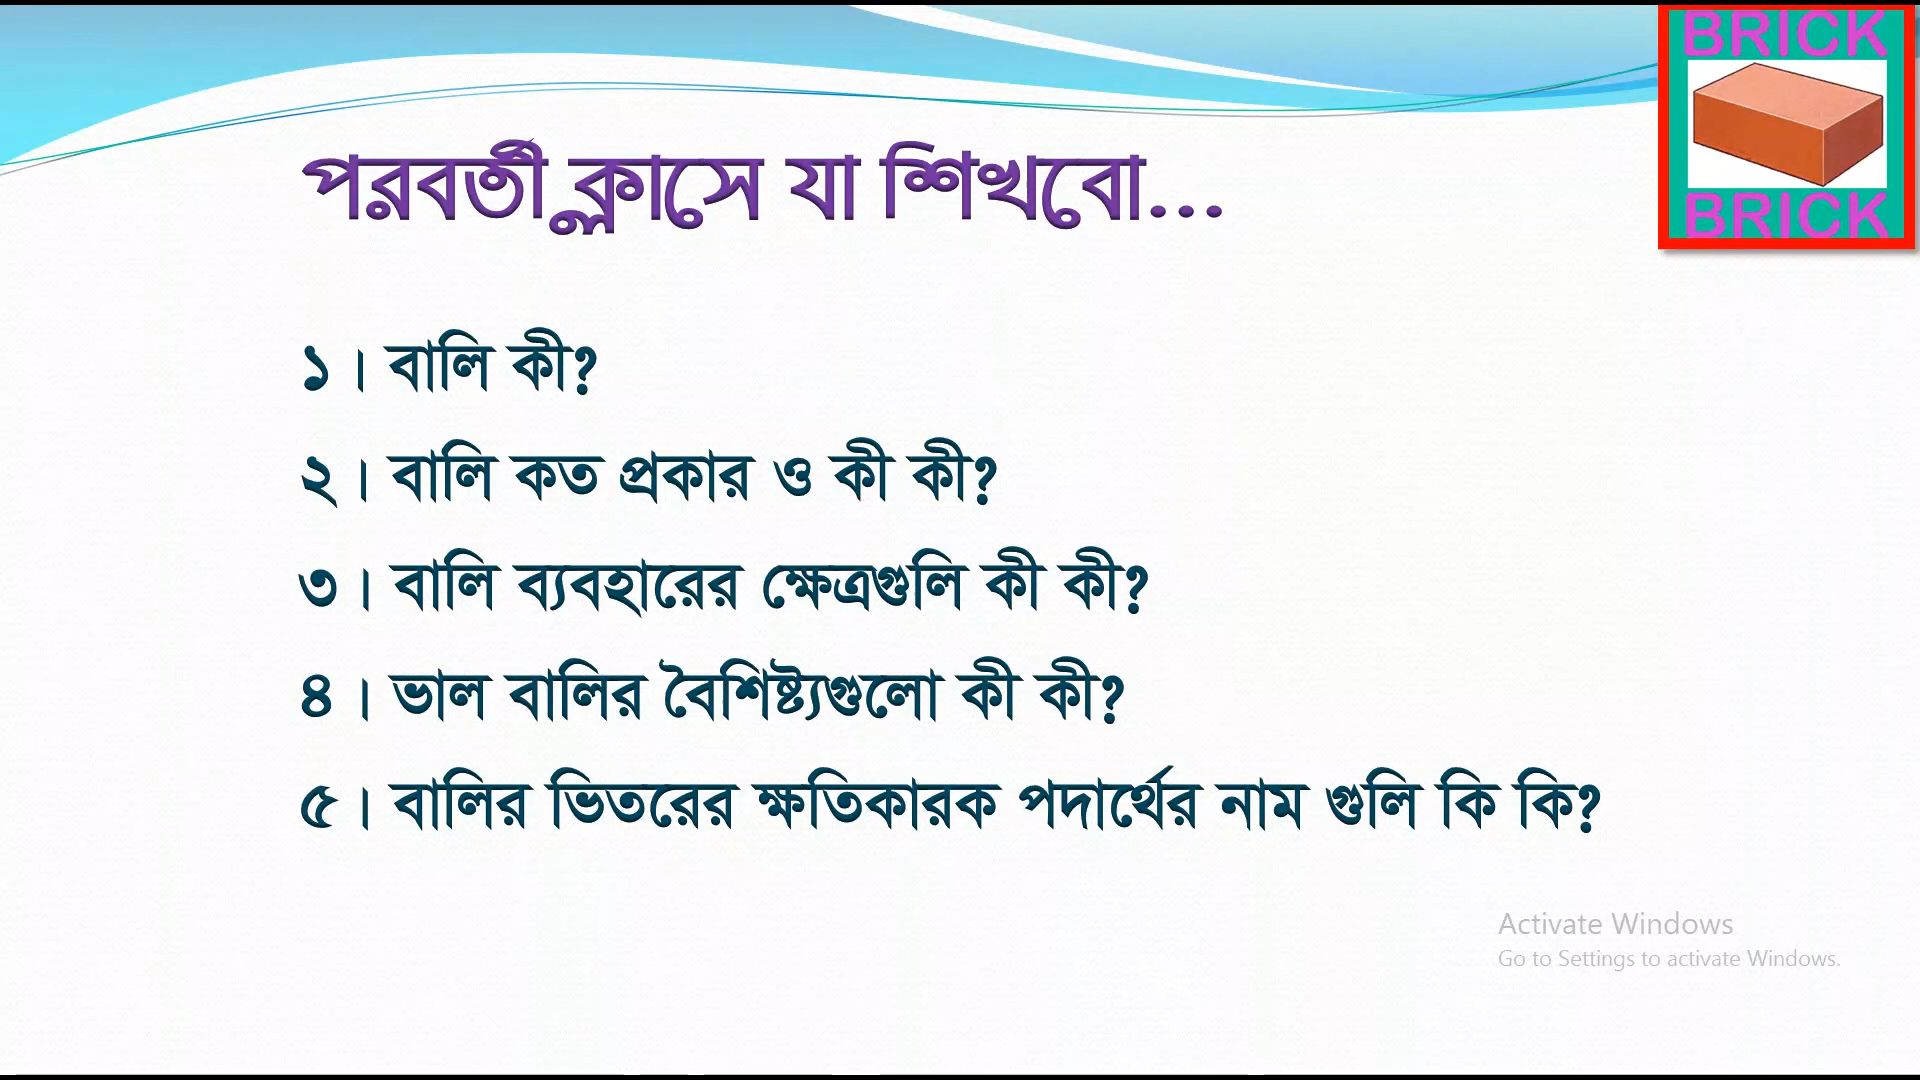 BRICK
BRICK
পরবর্তী ক্লাসে যা শিখবো...
১। বালি কী?
২। বালি কত প্রকার ও কী কী?
৩। বালি ব্যবহারের ক্ষেত্রগুলি কী কী?
৪। ভাল বালির বৈশিষ্ট্যগুলো কী কী?
৫। বালির ভিতরের ক্ষতিকারক পদার্থের নাম গুলি কি কি?
Activate Windows
Go to Settings to activate Windows.